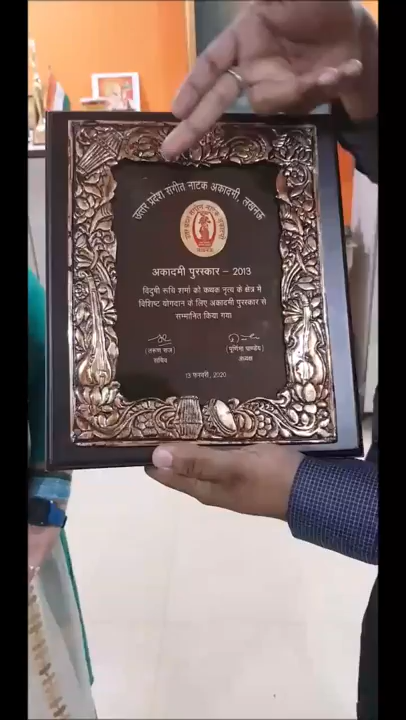 उत्तर प्रदेश संगीत नाटक अकादमी, लखनऊ
अकादमी पुरस्कार – 2013
विदुषी रूचि शर्मा को कथक नृत्य के क्षेत्र में
विशिष्ट योगदान के लिए अकादमी पुरस्कार से
सम्मानित किया गया
(तरुण राज)
सचिव
(पूर्णिमा पाण्डेय)
अध्यक्ष
13 फरवरी, 2020